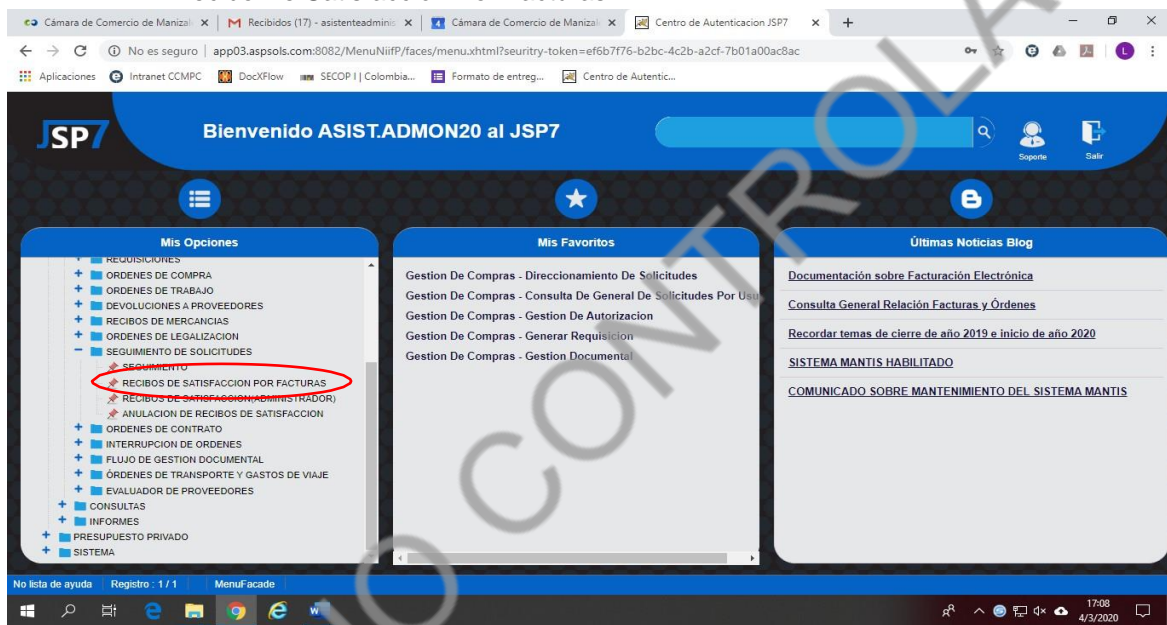 Cámara de Comercio de Manizal
Recibidos (17) - asistenteadminis
Cámara de Comercio de Manizal
Centro de Autenticacion JSP7
No es seguro
app03.aspsols.com:8082/MenuNiifP/faces/menu.xhtml?seuritry-token=ef6b7f76-b2bc-4c2b-a2cf-7b01a00ac8ac
Aplicaciones
Intranet CCMPC
DocXFlow
SECOP I | Colombia...
Formato de entreg...
Centro de Autentic...
JSP7
Bienvenido ASIST.ADMON20 al JSP7
Soporte
Salir
Mis Opciones
REQUISICIONES
ORDENES DE COMPRA
ORDENES DE TRABAJO
DEVOLUCIONES A PROVEEDORES
RECIBOS DE MERCANCIAS
ORDENES DE LEGALIZACION
SEGUIMIENTO DE SOLICITUDES
SEGUIMIENTO
RECIBOS DE SATISFACCION POR FACTURAS
RECIBOS DE SATISFACCION(ADMINISTRADOR)
ANULACION DE RECIBOS DE SATISFACCION
ORDENES DE CONTRATO
INTERRUPCION DE ORDENES
FLUJO DE GESTION DOCUMENTAL
ÓRDENES DE TRANSPORTE Y GASTOS DE VIAJE
EVALUADOR DE PROVEEDORES
CONSULTAS
INFORMES
PRESUPUESTO PRIVADO
SISTEMA
Mis Favoritos
Gestion De Compras - Direccionamiento De Solicitudes
Gestion De Compras - Consulta De General De Solicitudes Por Usu
Gestion De Compras - Gestion De Autorizacion
Gestion De Compras - Generar Requisicion
Gestion De Compras - Gestion Documental
Últimas Noticias Blog
Documentación sobre Facturación Electrónica
Consulta General Relación Facturas y Órdenes
Recordar temas de cierre de año 2019 e inicio de año 2020
SISTEMA MANTIS HABILITADO
COMUNICADO SOBRE MANTENIMIENTO DEL SISTEMA MANTIS
No lista de ayuda
Registro : 1 / 1
MenuFacade
17:08
4/3/2020